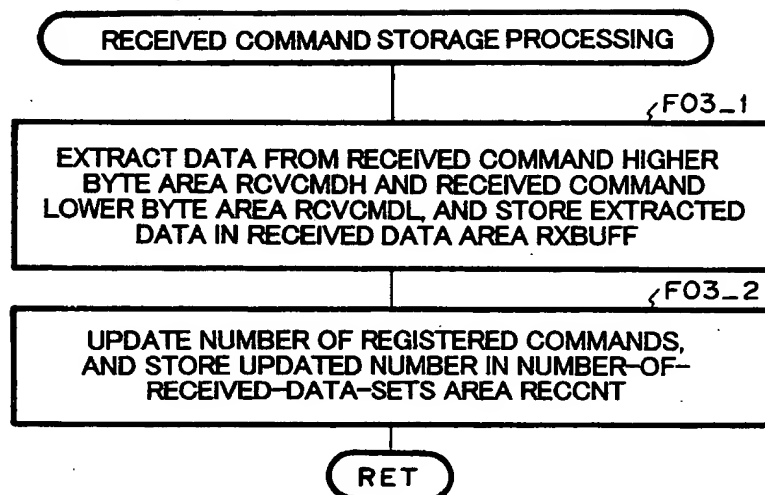 RECEIVED COMMAND STORAGE PROCESSING
F03_1
EXTRACT DATA FROM RECEIVED COMMAND HIGHER
BYTE AREA RCVCMDH AND RECEIVED COMMAND
LOWER BYTE AREA RCVCMDL, AND STORE EXTRACTED
DATA IN RECEIVED DATA AREA RXBUFF
F03_2
UPDATE NUMBER OF REGISTERED COMMANDS,
AND STORE UPDATED NUMBER IN NUMBER-OF-
RECEIVED-DATA-SETS AREA RECCNT
RET